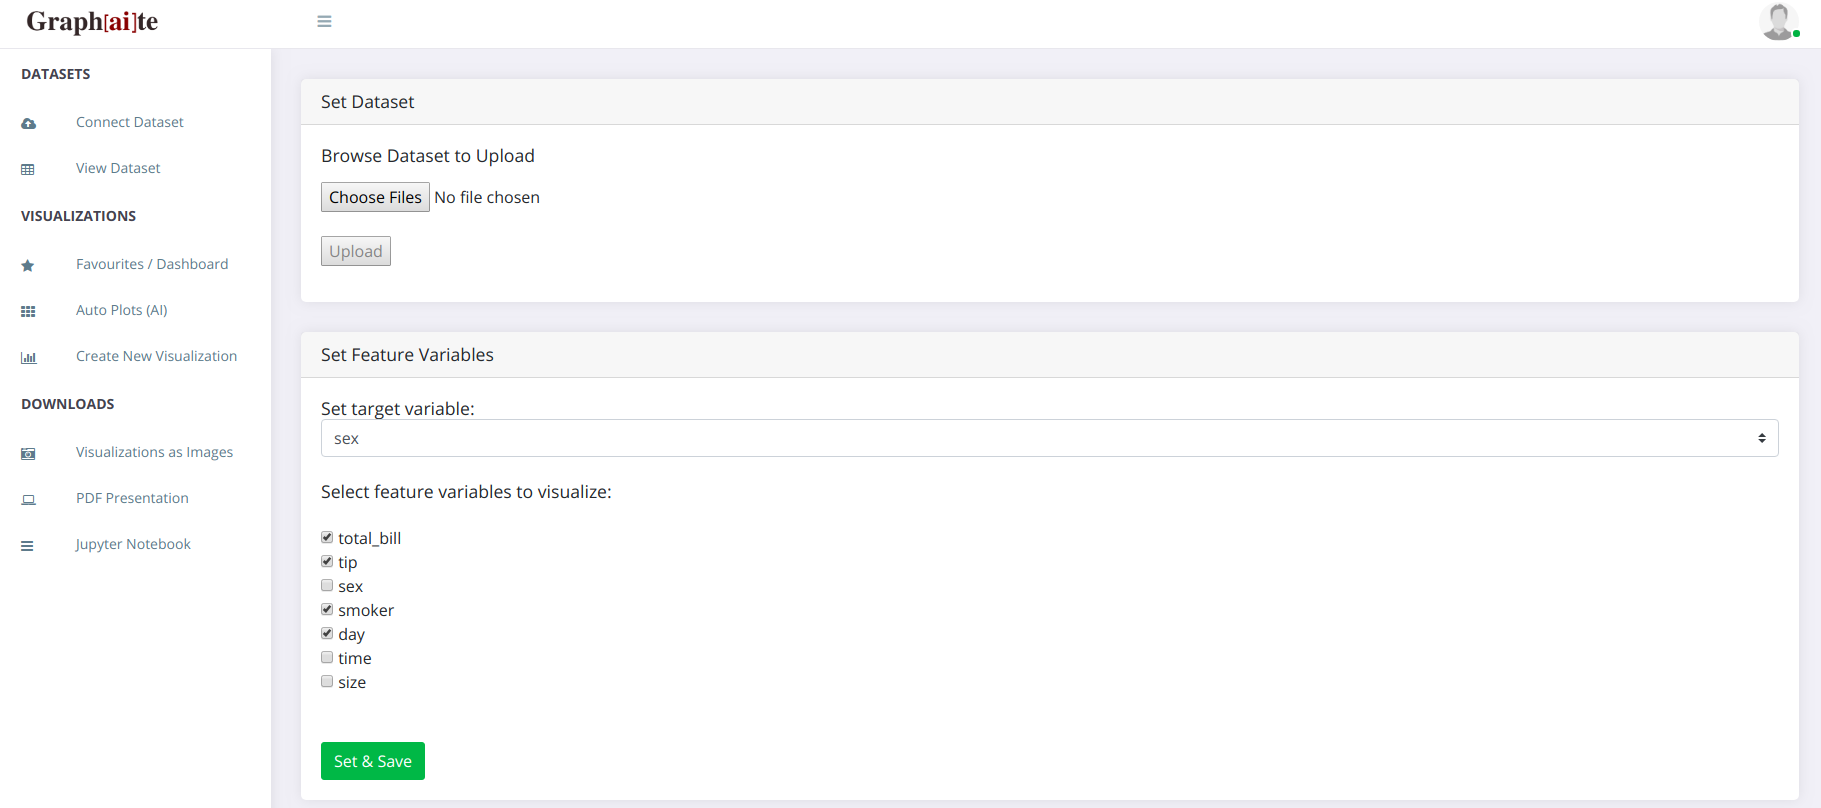 Graph[ai]te
DATASETS
Connect Dataset
View Dataset
VISUALIZATIONS
Favourites / Dashboard
Auto Plots (AI)
Create New Visualization
DOWNLOADS
Visualizations as Images
PDF Presentation
Jupyter Notebook
Set Dataset
Browse Dataset to Upload
Choose Files No file chosen
Upload
Set Feature Variables
Set target variable:
sex
Select feature variables to visualize:
total_bill
tip
sex
smoker
day
time
size
Set & Save